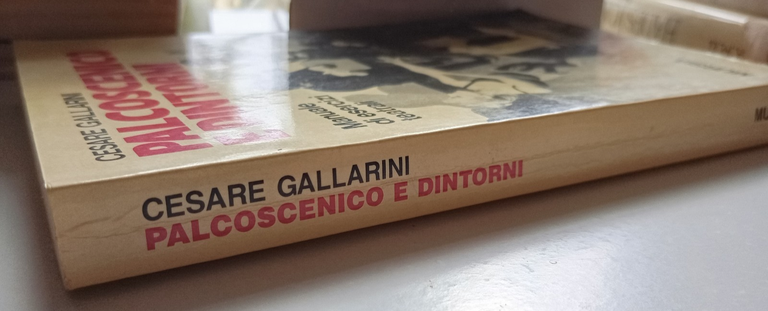 CESARE GALLARINI
PALCOSCENICO
E DINTORNI
Manuale
di esercizi
teatrali
CESARE GALLARINI
PALCOSCENICO E DINTORNI